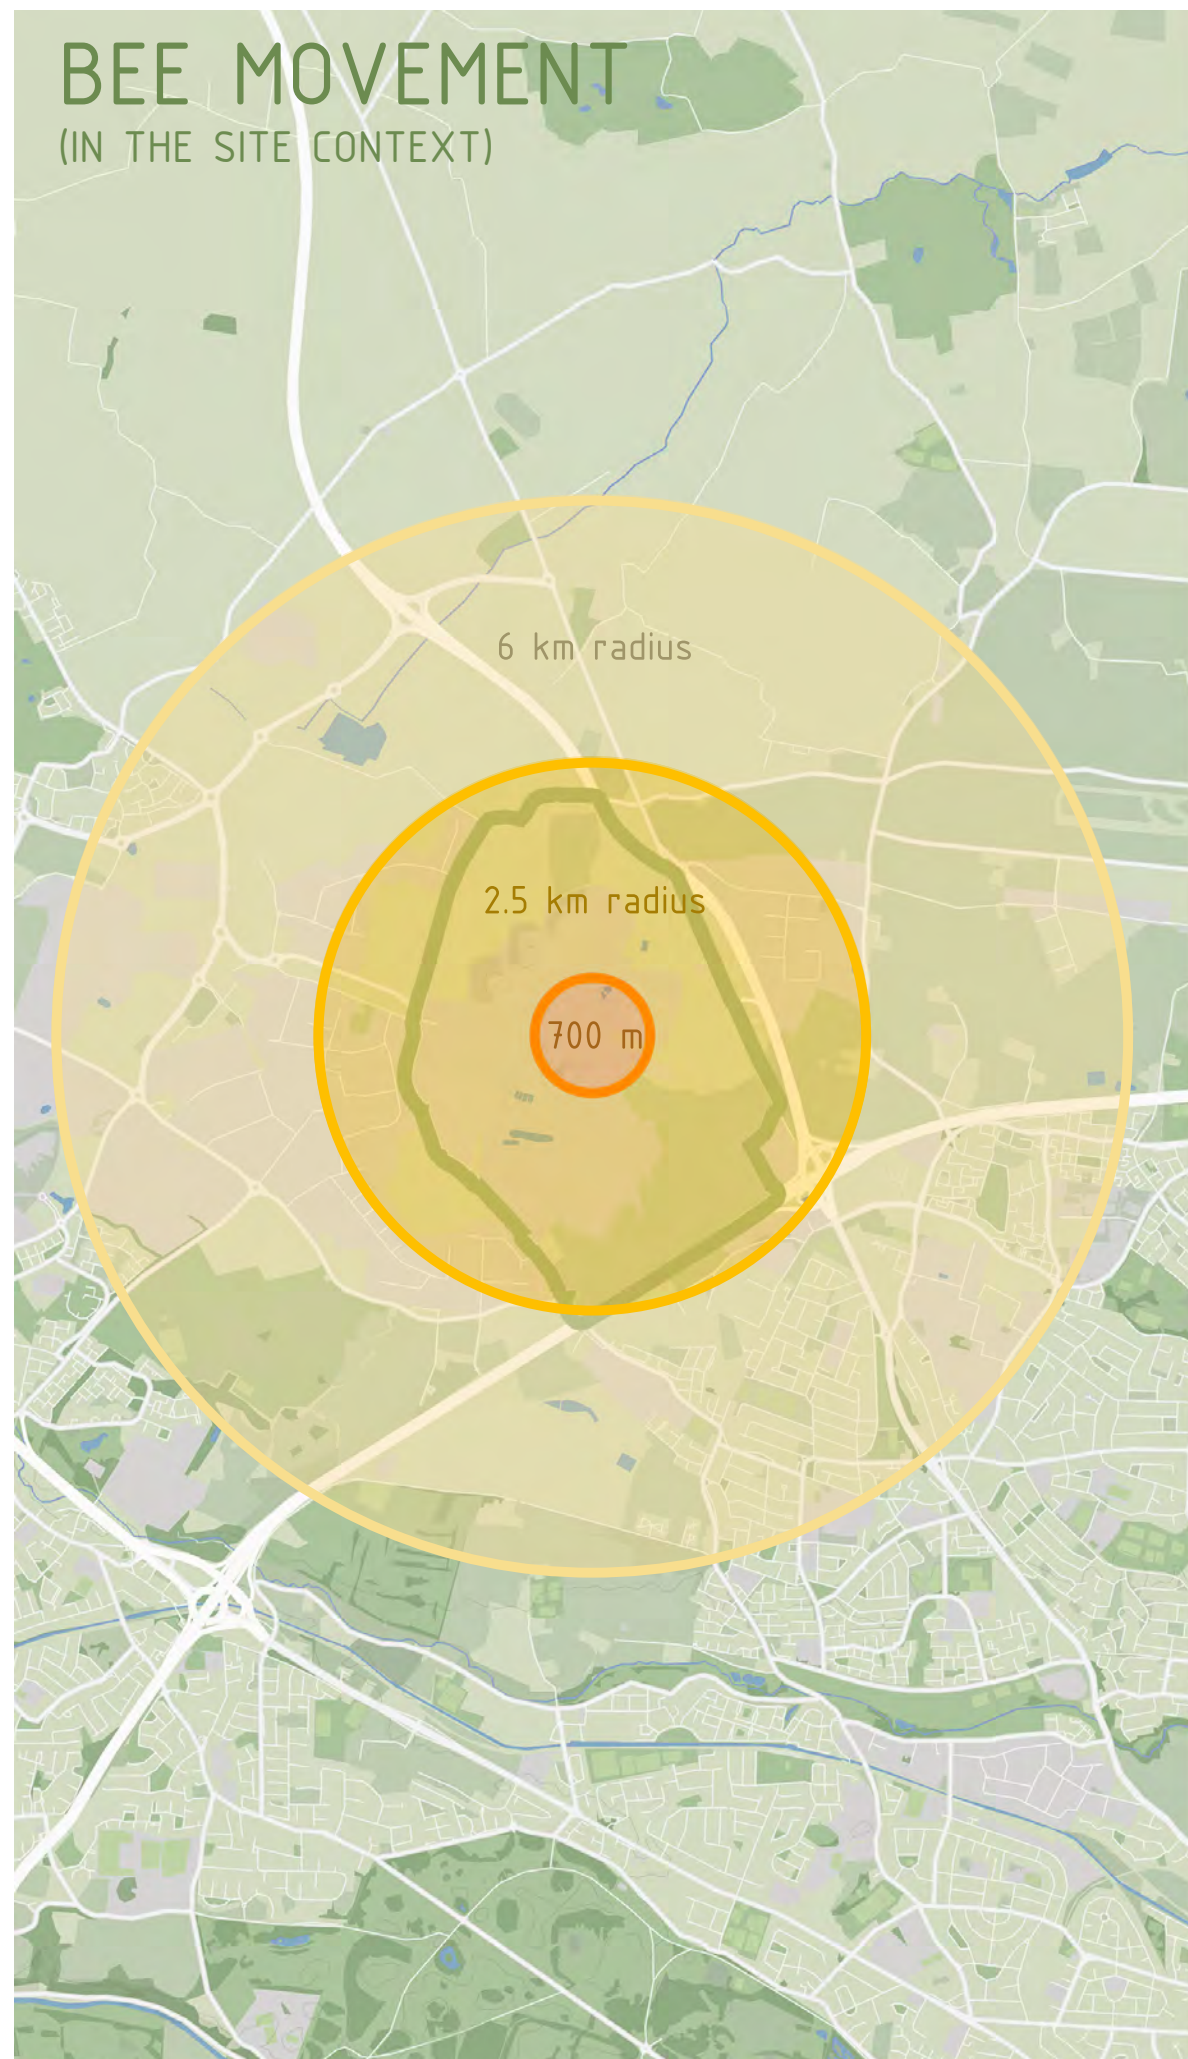 BEE MOVEMENT
(IN THE SITE CONTEXT)
6 km radius
2.5 km radius
700 m